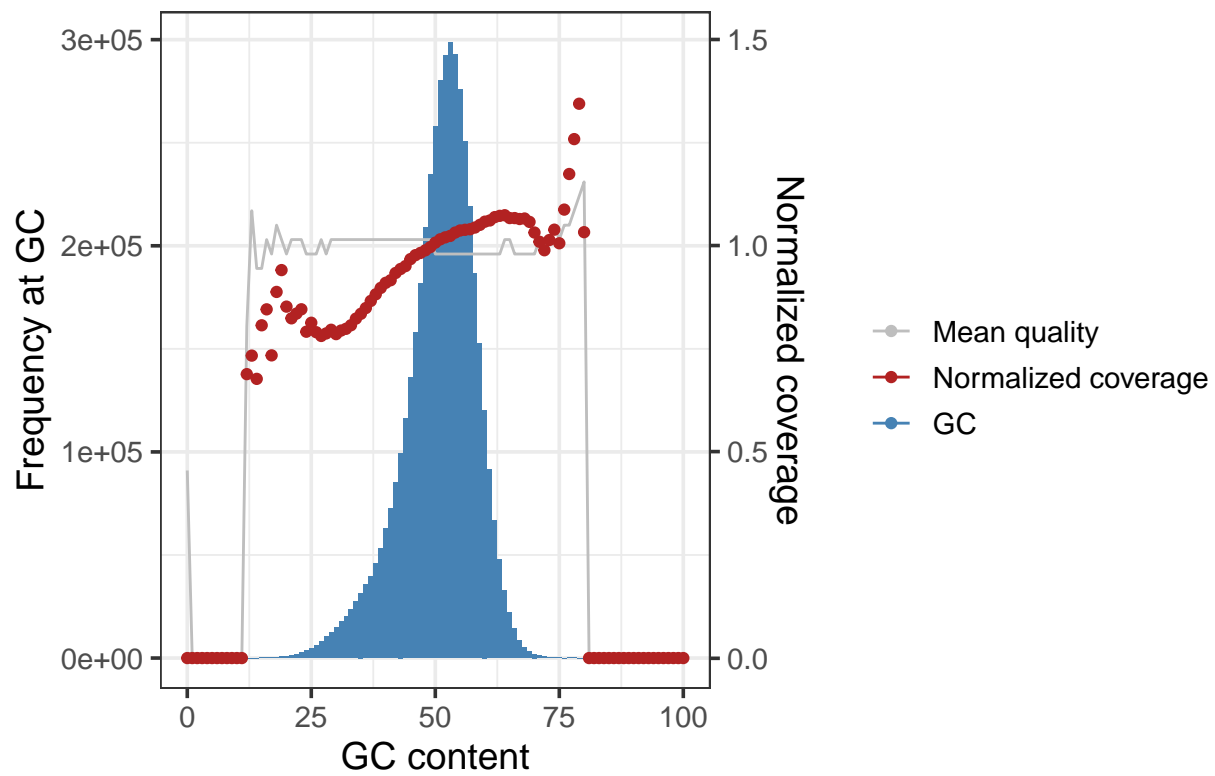 3e+05
2e+05
1e+05
0e+00
Frequency at GC
1.5
1.0
0.5
0.0
Normalized coverage
0
25
50
75
100
GC content
Mean quality
Normalized coverage
GC